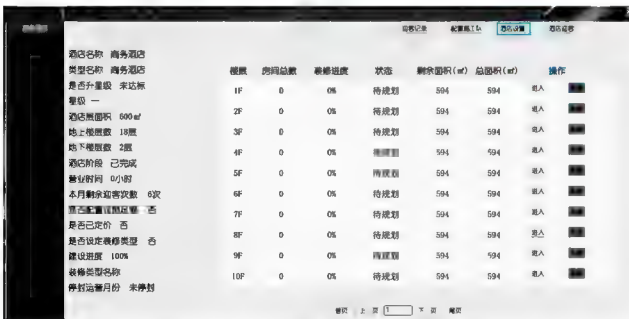 迎客记录 配置施工队 酒店设置 酒店运营
酒店名称 商务酒店
类型名称 商务酒店
是否升星级 未达标
星级 一
酒店层面积 600㎡
地上楼层数 18层
地下楼层数 2层
酒店阶段 已完成
营业时间 0小时
本月剩余迎客次数 6次
是否已定价 否
是否设定装修类型 否
建设进度 100%
装修类型名称
停封运营月份 未停封
楼层 房间总数 装修进度 状态 剩余面积(㎡) 总面积(㎡) 操作
1F 0 0% 待规划 594 594 进入
2F 0 0% 待规划 594 594 进入
3F 0 0% 待规划 594 594 进入
4F 0 0% 594 594 进入
5F 0 0% 待规划 594 594 进入
6F 0 0% 待规划 594 594 进入
7F 0 0% 待规划 594 594 进入
8F 0 0% 待规划 594 594 进入
9F 0 0% 594 594 进入
10F 0 0% 待规划 594 594 进入
首页 上 页 1 下 页 尾页